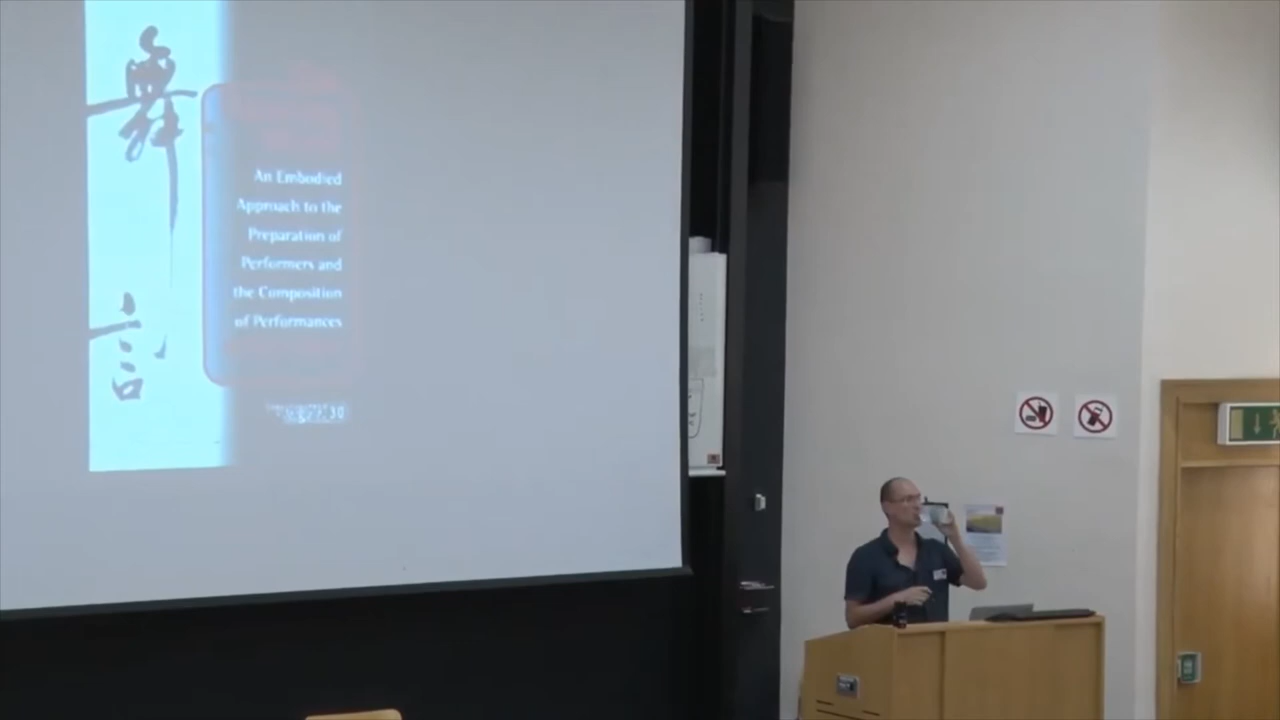 舞
言
An Embodied
Approach to the
Preparation of
Performers and
the Composition
of Performances